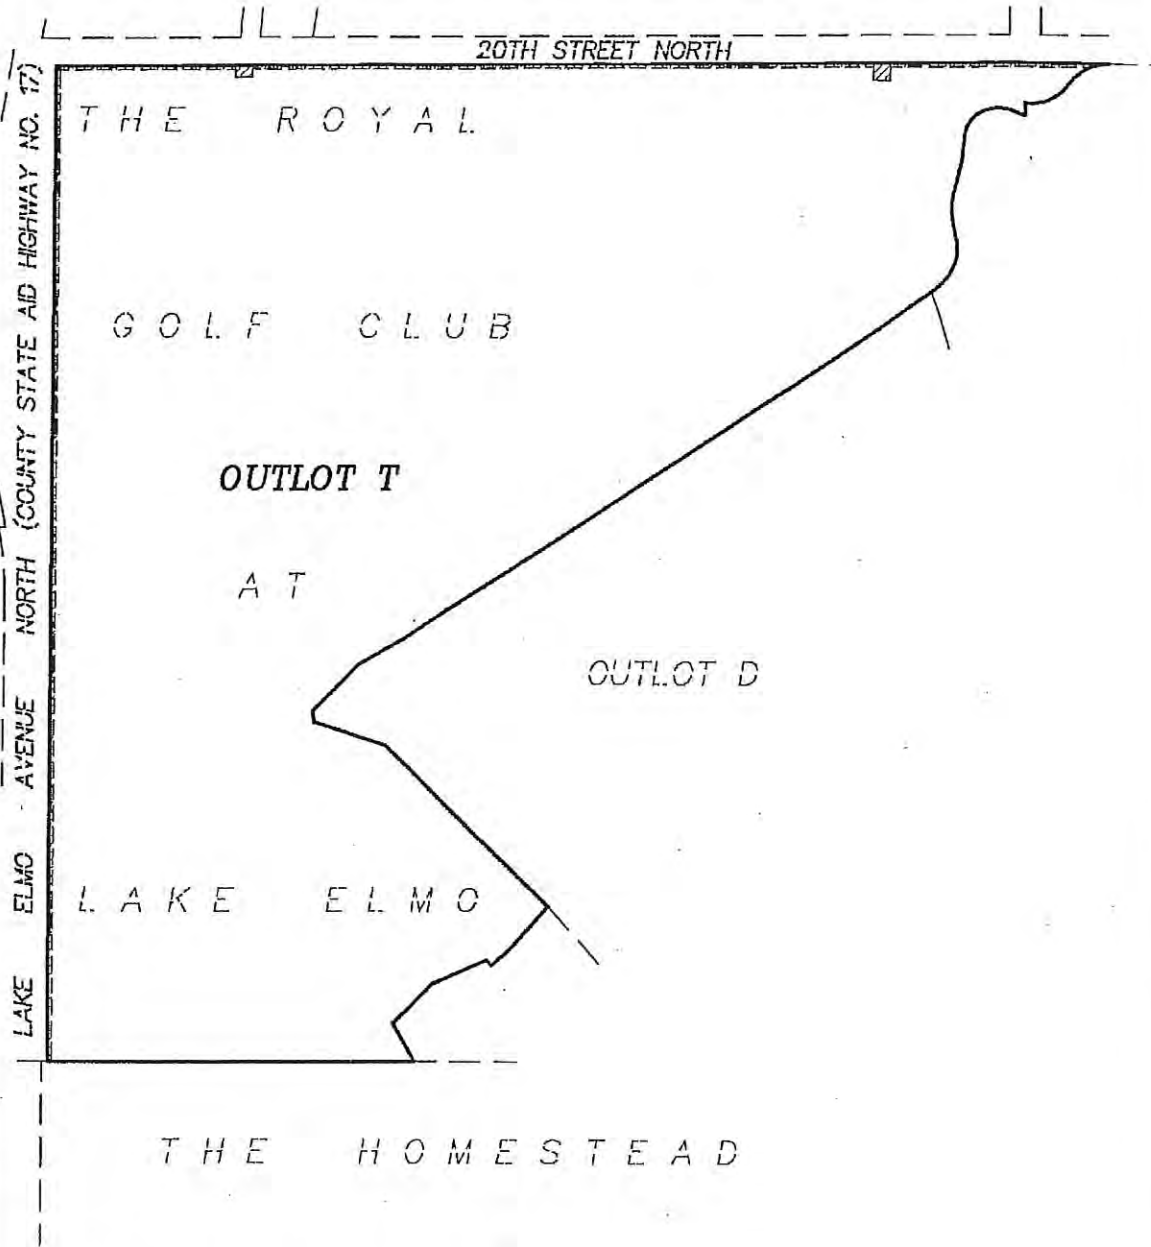 20TH STREET NORTH
THE ROYAL
GOLF CLUB
OUTLOT T
AT
OUTLOT D
LAKE ELMO
THE HOMESTEAD
LAKE ELMO AVENUE NORTH (COUNTY STATE AID HIGHWAY NO. 17)